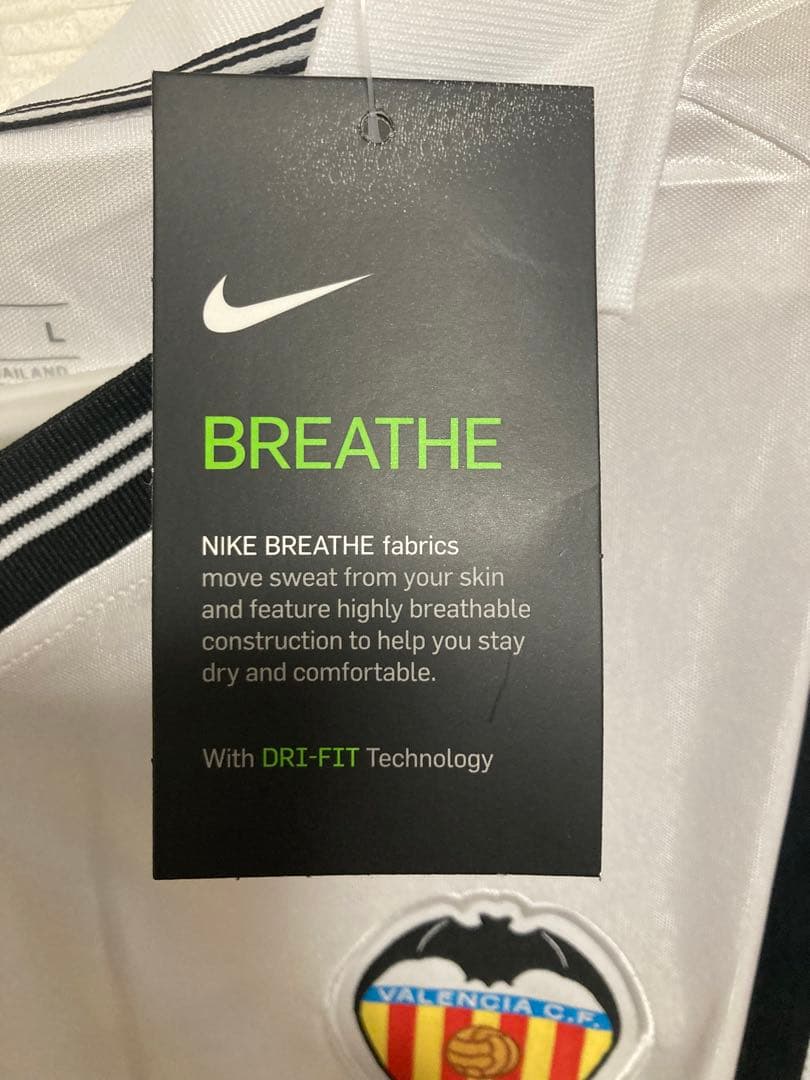 L
AILAND
BREATHE
NIKE BREATHE fabrics
move sweat from your skin
and feature highly breathable
construction to help you stay
dry and comfortable.
With DRI-FIT Technology
VALENCIA C.F.